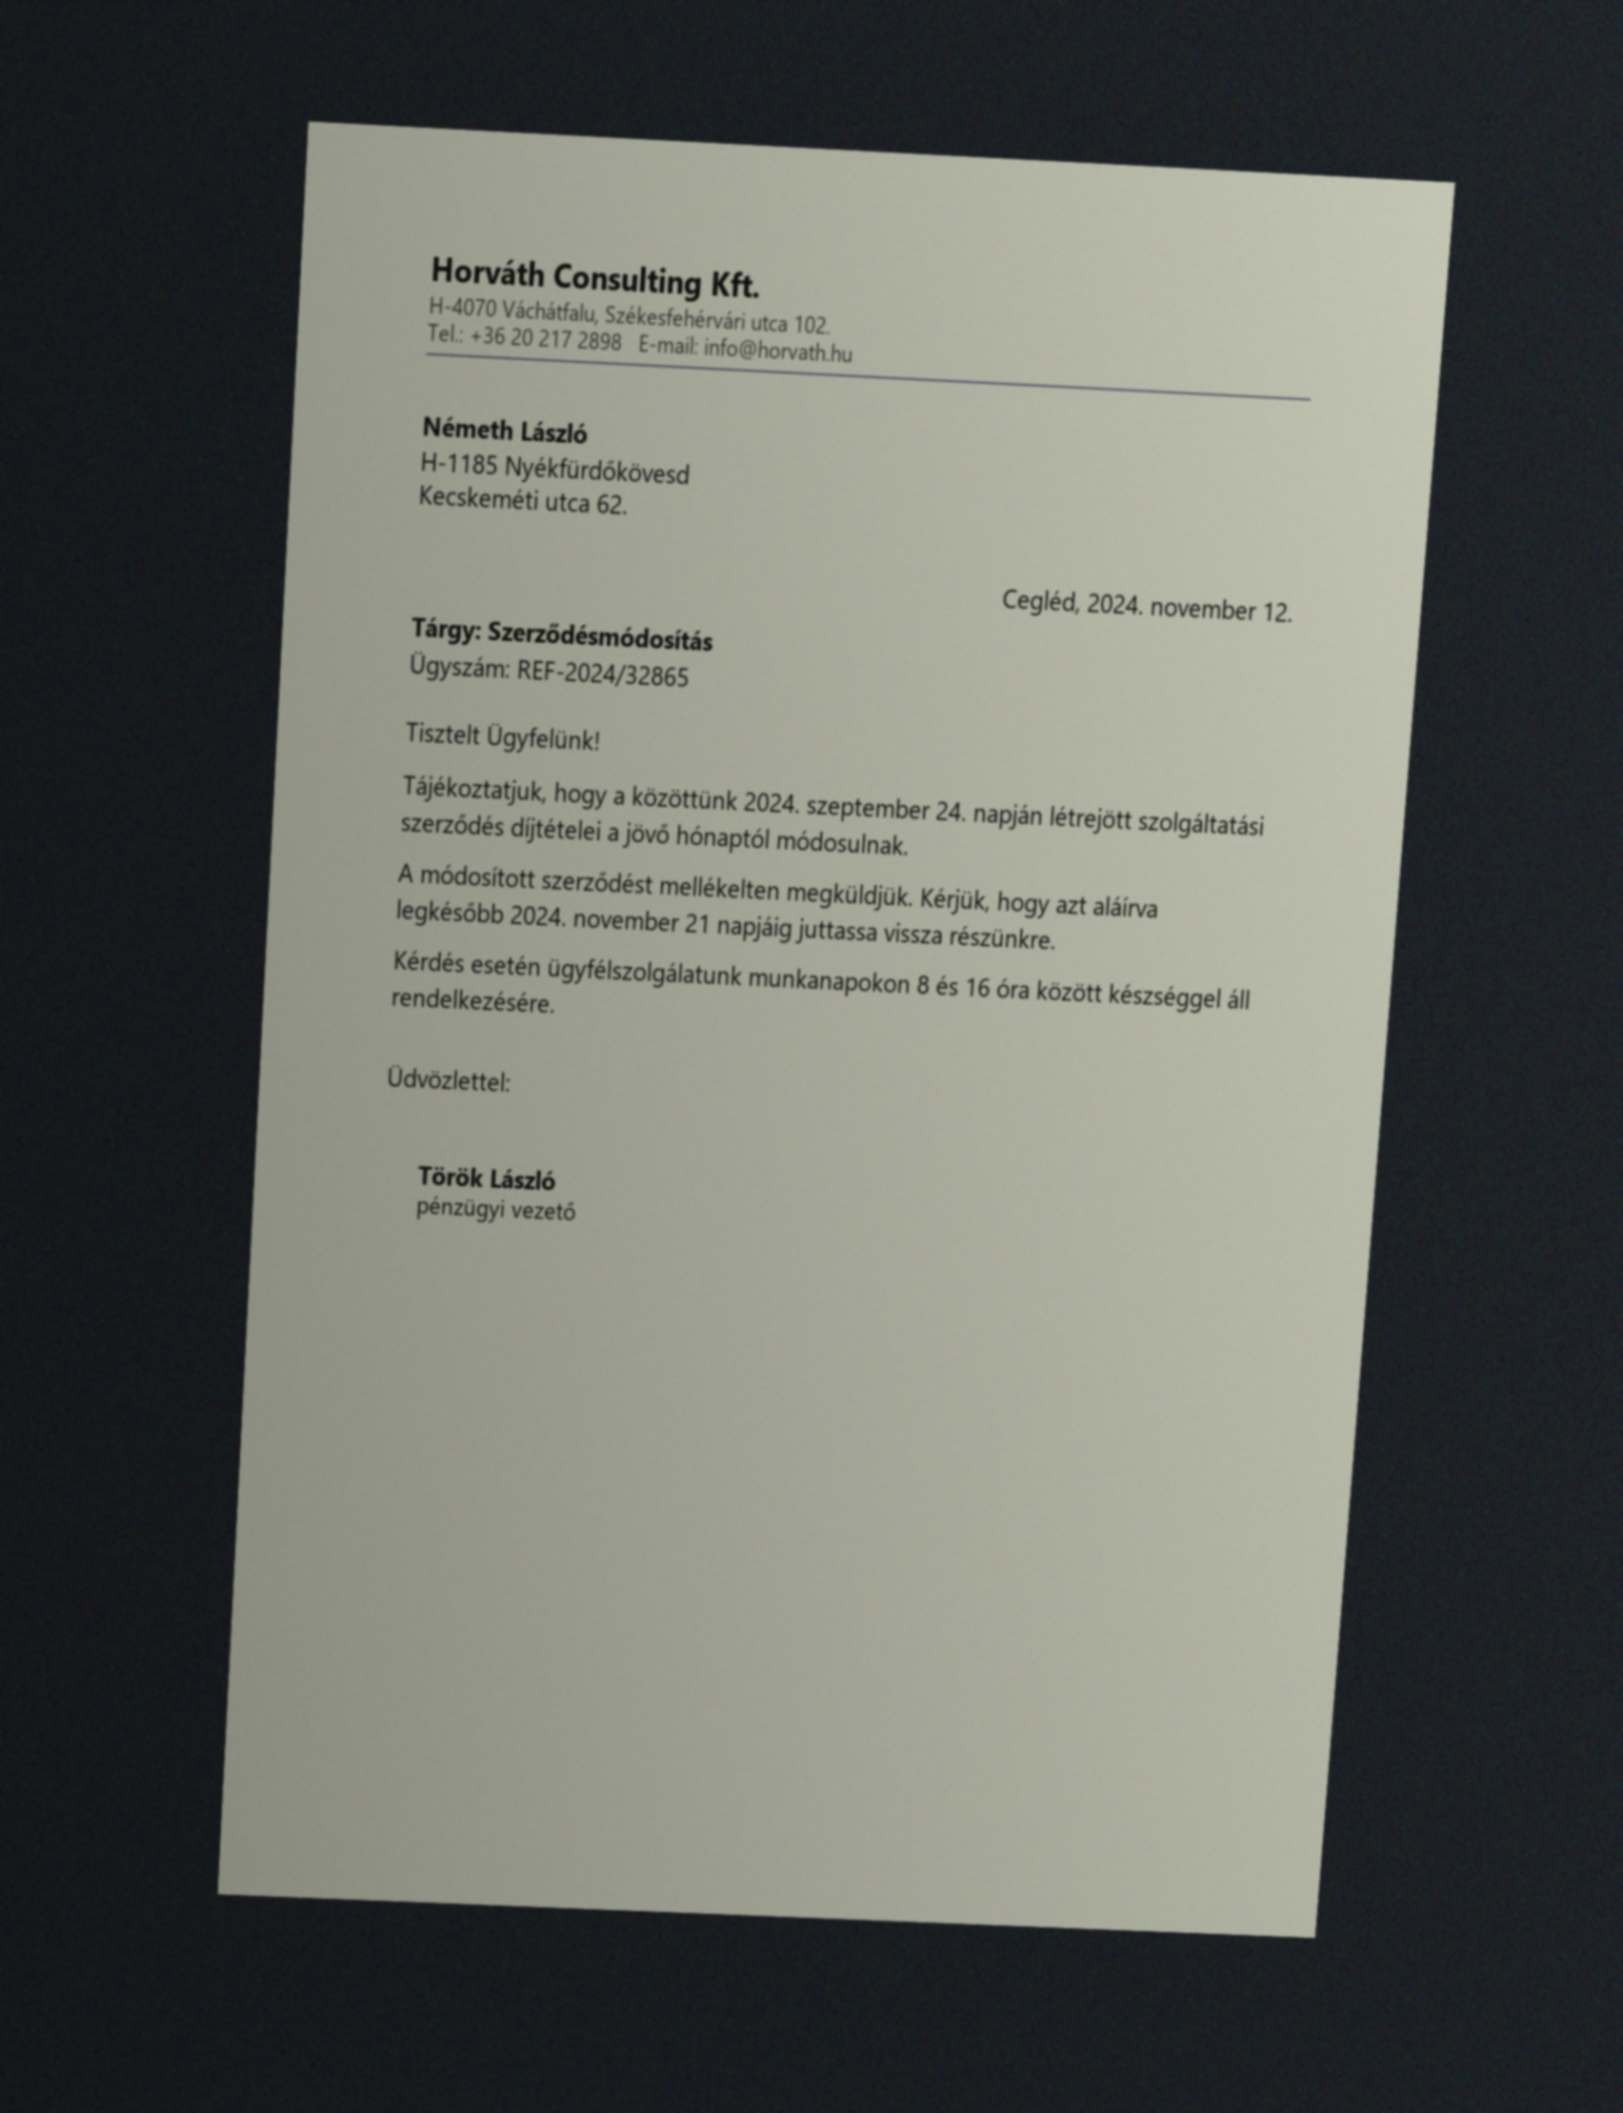 Horváth Consulting Kft.
H-4070 Váchátfalu, Székesfehérvári utca 102.
Tel.: +36 20 217 2898   E-mail: info@horvath.hu
Németh László
H-1185 Nyékfürdőkövesd
Kecskeméti utca 62.
Cegléd, 2024. november 12.
Tárgy: Szerződésmódosítás
Ügyszám: REF-2024/32865
Tisztelt Ügyfelünk!
Tájékoztatjuk, hogy a közöttünk 2024. szeptember 24. napján létrejött szolgáltatási
szerződés díjtételei a jövő hónaptól módosulnak.
A módosított szerződést mellékelten megküldjük. Kérjük, hogy azt aláírva
legkésőbb 2024. november 21 napjáig juttassa vissza részünkre.
Kérdés esetén ügyfélszolgálatunk munkanapokon 8 és 16 óra között készséggel áll
rendelkezésére.
Üdvözlettel:
Török László
pénzügyi vezető